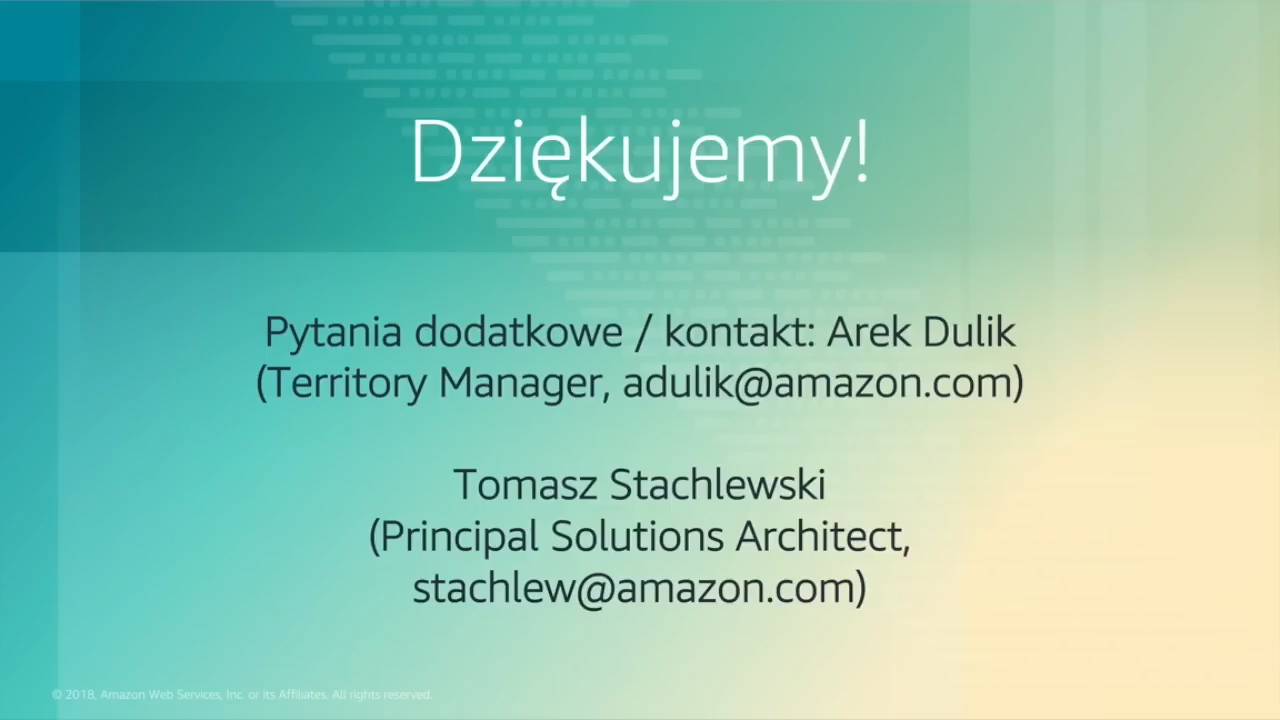 Dziękujemy!
Pytania dodatkowe / kontakt: Arek Dulik
(Territory Manager, adulik@amazon.com)
Tomasz Stachlewski
(Principal Solutions Architect,
stachlew@amazon.com)
© 2018, Amazon Web Services, Inc. or its Affiliates. All rights reserved.